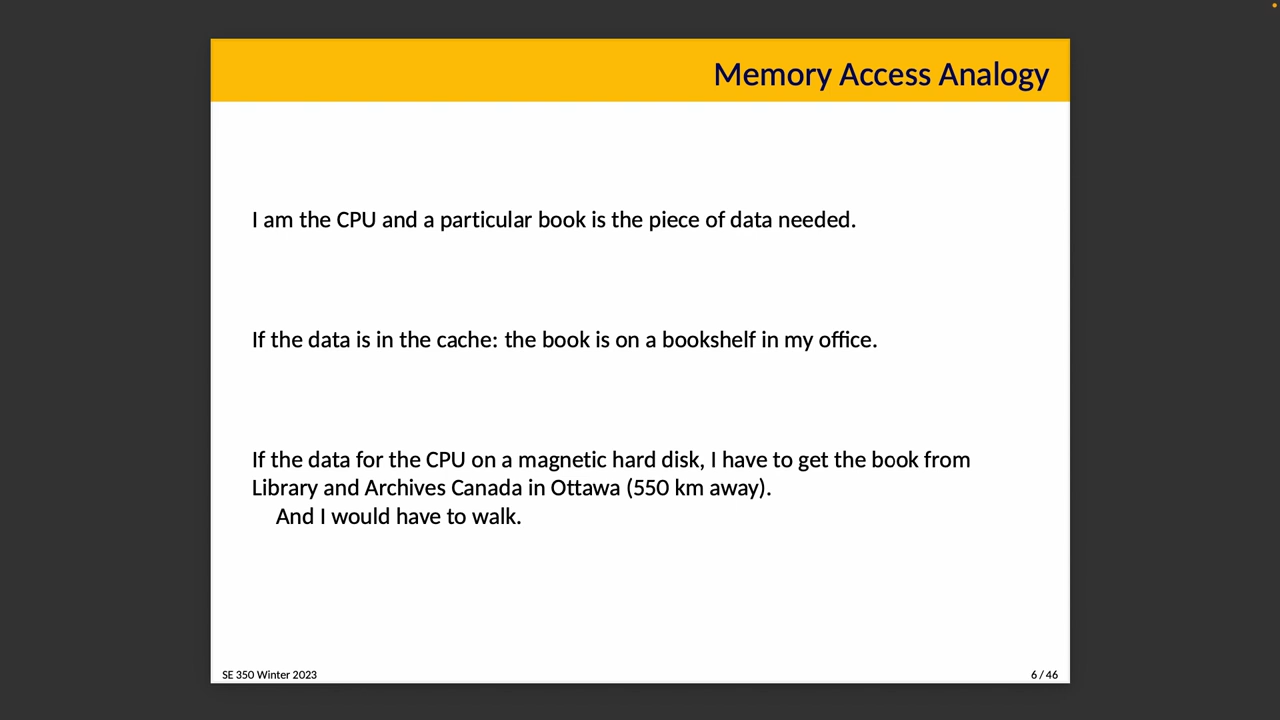 Memory Access Analogy
I am the CPU and a particular book is the piece of data needed.
If the data is in the cache: the book is on a bookshelf in my office.
If the data for the CPU on a magnetic hard disk, I have to get the book from
Library and Archives Canada in Ottawa (550 km away).
And I would have to walk.
SE 350 Winter 2023
6 / 46